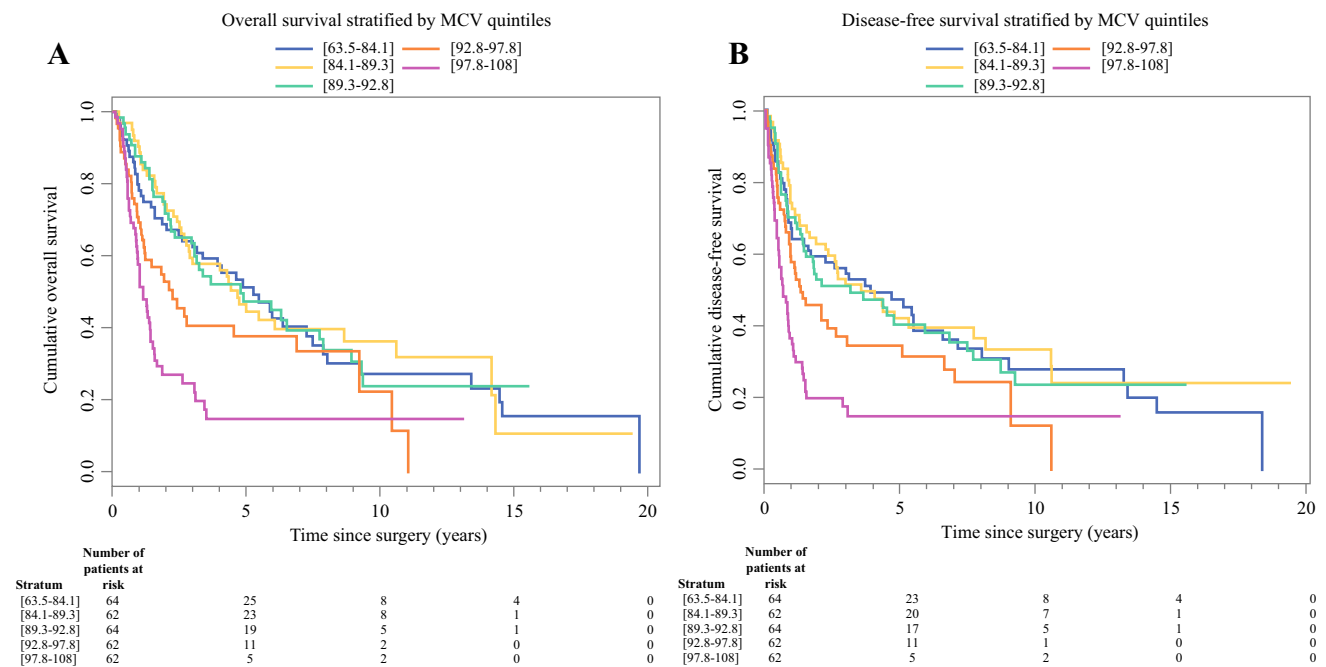 Overall survival stratified by MCV quintiles
A
[63.5-84.1] [92.8-97.8]
[84.1-89.3] [97.8-108]
[89.3-92.8]
Cumulative overall survival
1.0
0.8
0.6
0.4
0.2
0.0
0 5 10 15 20
Time since surgery (years)
Number of
patients at
Stratum risk
[63.5-84.1] 64 25 8 4 0
[84.1-89.3] 62 23 8 1 0
[89.3-92.8] 64 19 5 1 0
[92.8-97.8] 62 11 2 0 0
[97.8-108] 62 5 2 0 0
Disease-free survival stratified by MCV quintiles
B
[63.5-84.1] [92.8-97.8]
[84.1-89.3] [97.8-108]
[89.3-92.8]
Cumulative disease-free survival
1.0
0.8
0.6
0.4
0.2
0.0
0 5 10 15 20
Time since surgery (years)
Number of
patients at
Stratum risk
[63.5-84.1] 64 23 8 4 0
[84.1-89.3] 62 20 7 1 0
[89.3-92.8] 64 17 5 1 0
[92.8-97.8] 62 11 1 0 0
[97.8-108] 62 5 2 0 0